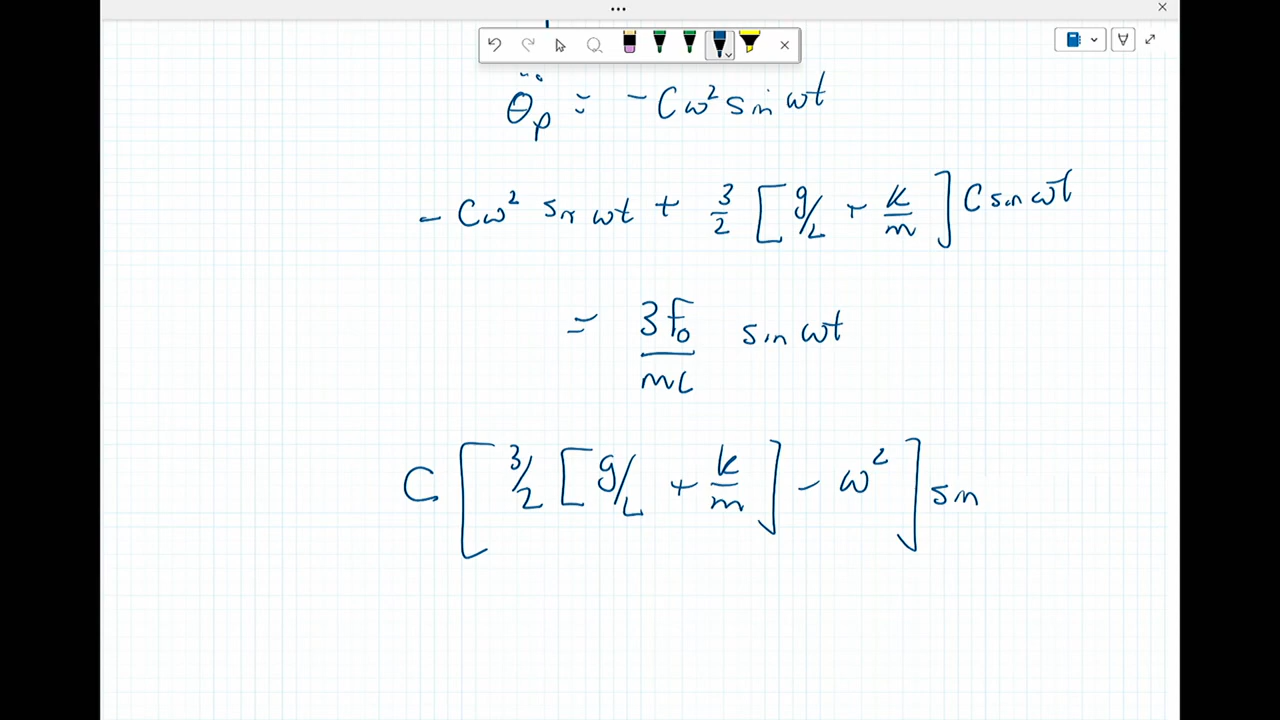 θ̈ₚ = - Cω² sin ωt
- Cω² sin ωt + 3/2 [g/L + k/m] C sin ωt
= 3F₀/mL sin ωt
C [3/2 [g/L + k/m] - ω²] sin